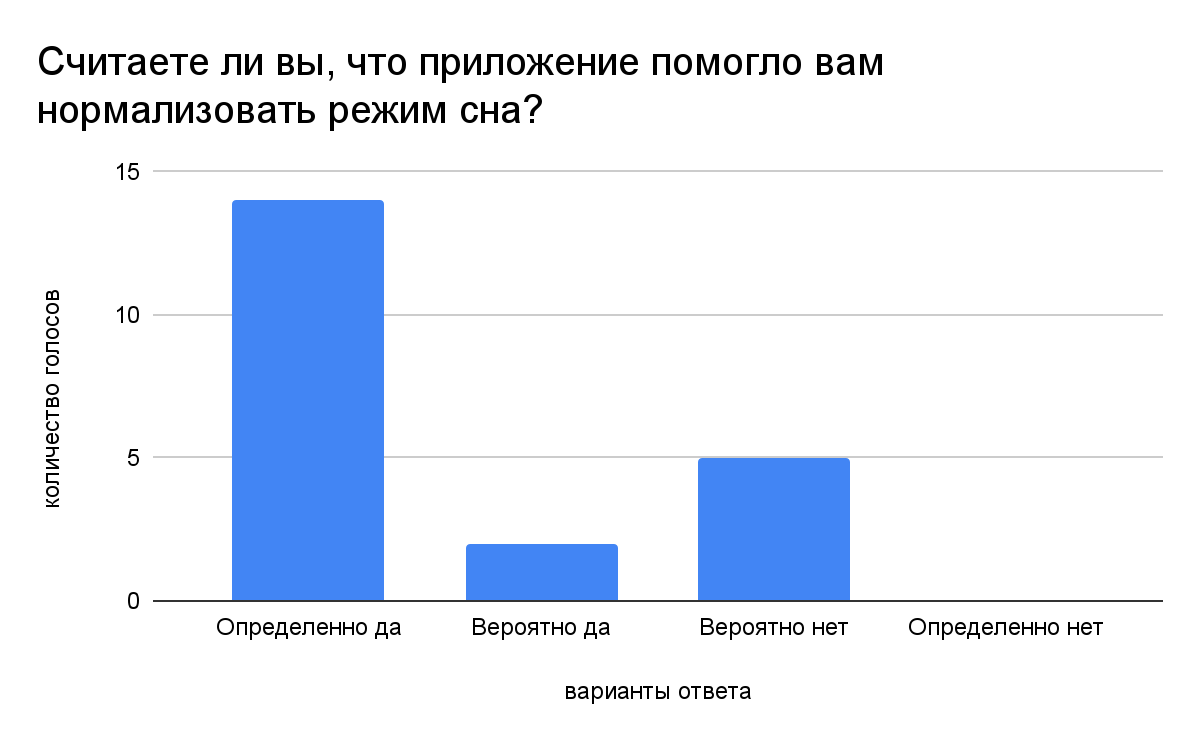 Считаете ли вы, что приложение помогло вам
нормализовать режим сна?
15
10
5
0
количество голосов
Определенно да
Вероятно да
Вероятно нет
Определенно нет
варианты ответа